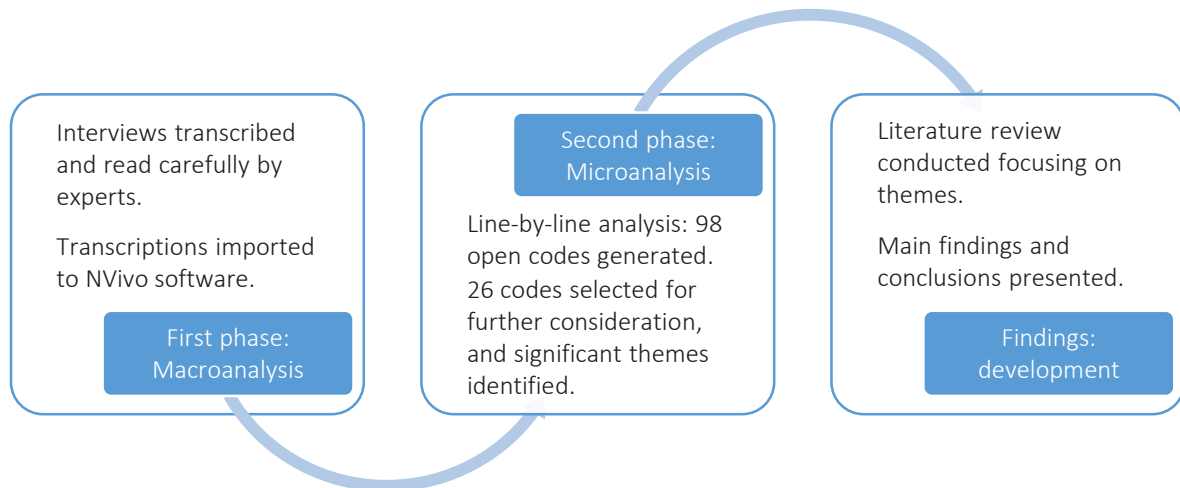 Interviews transcribed
and read carefully by
experts.
Transcriptions imported
to NVivo software.
First phase:
Macroanalysis
Second phase:
Microanalysis
Line-by-line analysis: 98
open codes generated.
26 codes selected for
further consideration,
and significant themes
identified.
Literature review
conducted focusing on
themes.
Main findings and
conclusions presented.
Findings:
development